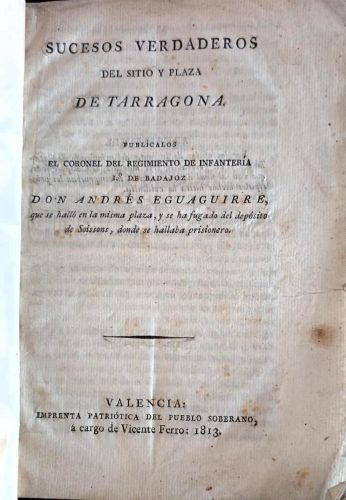 SUCESOS VERDADEROS
DEL SITIO Y PLAZA
DE TARRAGONA.
PUBLÍCALOS
EL CORONEL DEL REGIMIENTO DE INFANTERÍA
1.º DE BADAJOZ
DON ANDRÉS EGUAGUIRRE,
que se halló en la misma plaza, y se ha fugado del depósito
de Soissons, donde se hallaba prisionero.
VALENCIA:
IMPRENTA PATRIÓTICA DEL PUEBLO SOBERANO,
á cargo de Vicente Ferro: 1813.